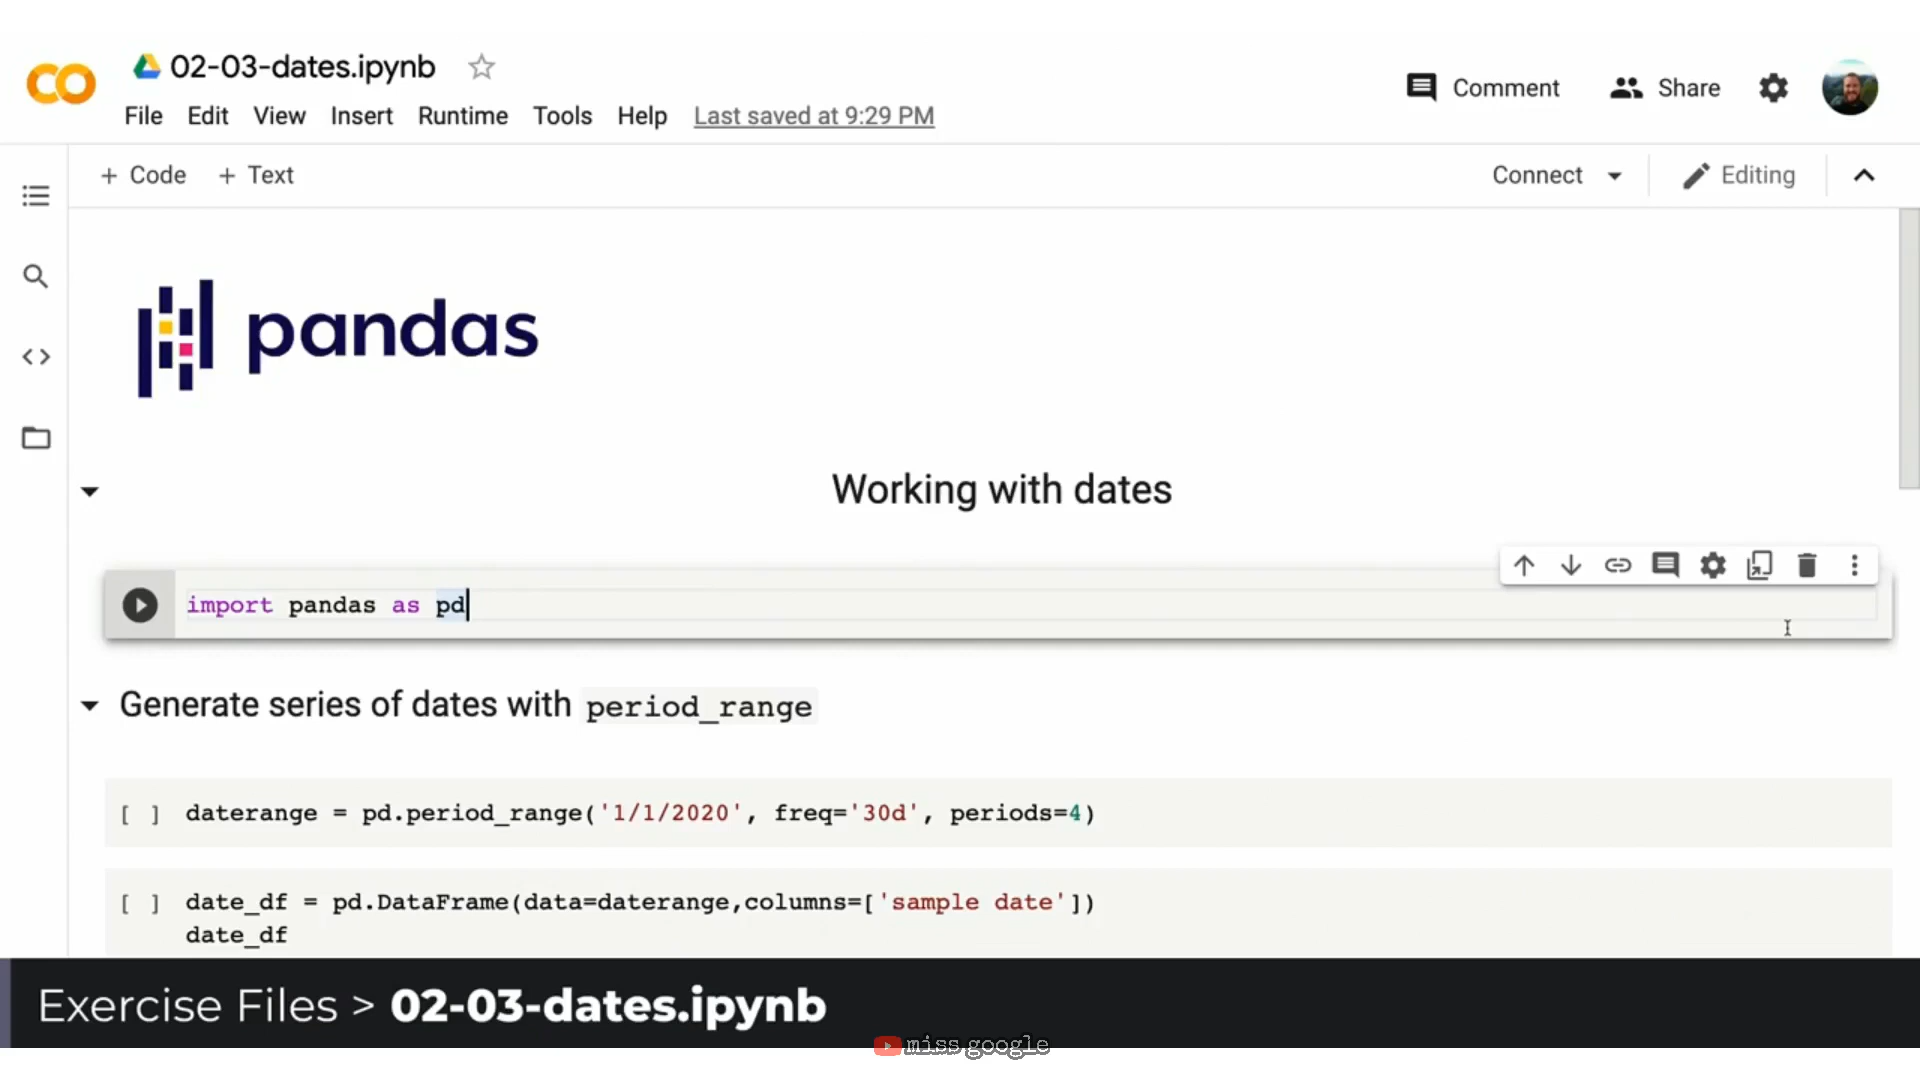 CO
02-03-dates.ipynb
File Edit View Insert Runtime Tools Help Last saved at 9:29 PM
Comment Share
+ Code + Text
Connect Editing
pandas
Working with dates
import pandas as pd
Generate series of dates with period_range
[ ] daterange = pd.period_range('1/1/2020', freq='30d', periods=4)
[ ] date_df = pd.DataFrame(data=daterange,columns=['sample date'])
date_df
Exercise Files > 02-03-dates.ipynb
miss google